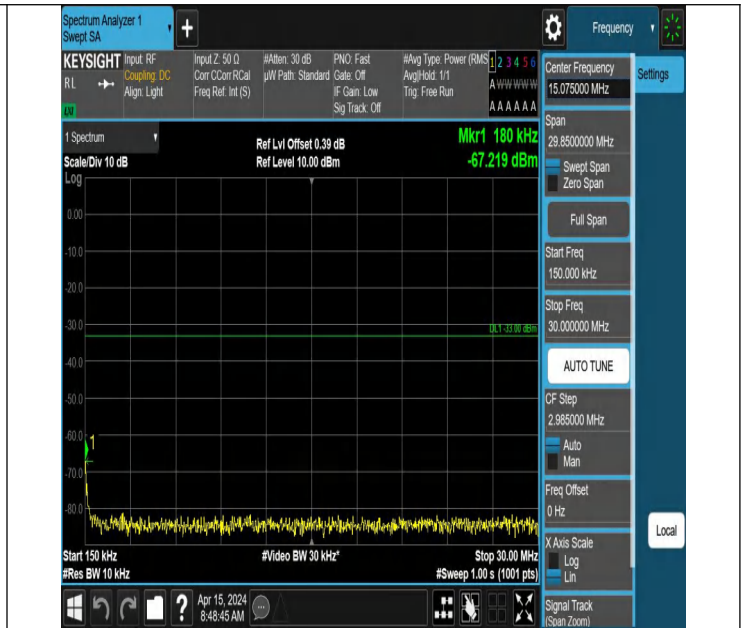 Spectrum Analyzer 1
Swept SA
+
Frequency
KEYSIGHT
RL
LXI
Input: RF
Coupling: DC
Align: Light
Input Z: 50 Ω
Corr CCorr RCal
Freq Ref: Int (S)
#Atten: 30 dB
µW Path: Standard
PNO: Fast
Gate: Off
IF Gain: Low
Sig Track: Off
#Avg Type: Power (RMS
Avg|Hold: 1/1
Trig: Free Run
1 2 3 4 5 6
A W W W W W
A A A A A A
1 Spectrum
Scale/Div 10 dB
Log
Ref Lvl Offset 0.39 dB
Ref Level 10.00 dBm
Mkr1 180 kHz
-67.219 dBm
0.00
-10.0
-20.0
-30.0
DL1 -33.00 dBm
-40.0
-50.0
-60.0
1
-70.0
-80.0
Start 150 kHz
#Video BW 30 kHz*
Stop 30.00 MHz
#Res BW 10 kHz
#Sweep 1.00 s (1001 pts)
Center Frequency
15.075000 MHz
Settings
Span
29.8500000 MHz
Swept Span
Zero Span
Full Span
Start Freq
150.000 kHz
Stop Freq
30.000000 MHz
AUTO TUNE
CF Step
2.985000 MHz
Auto
Man
Freq Offset
0 Hz
X Axis Scale
Log
Lin
Local
Signal Track
(Span Zoom)
?
Apr 15, 2024
8:48:45 AM